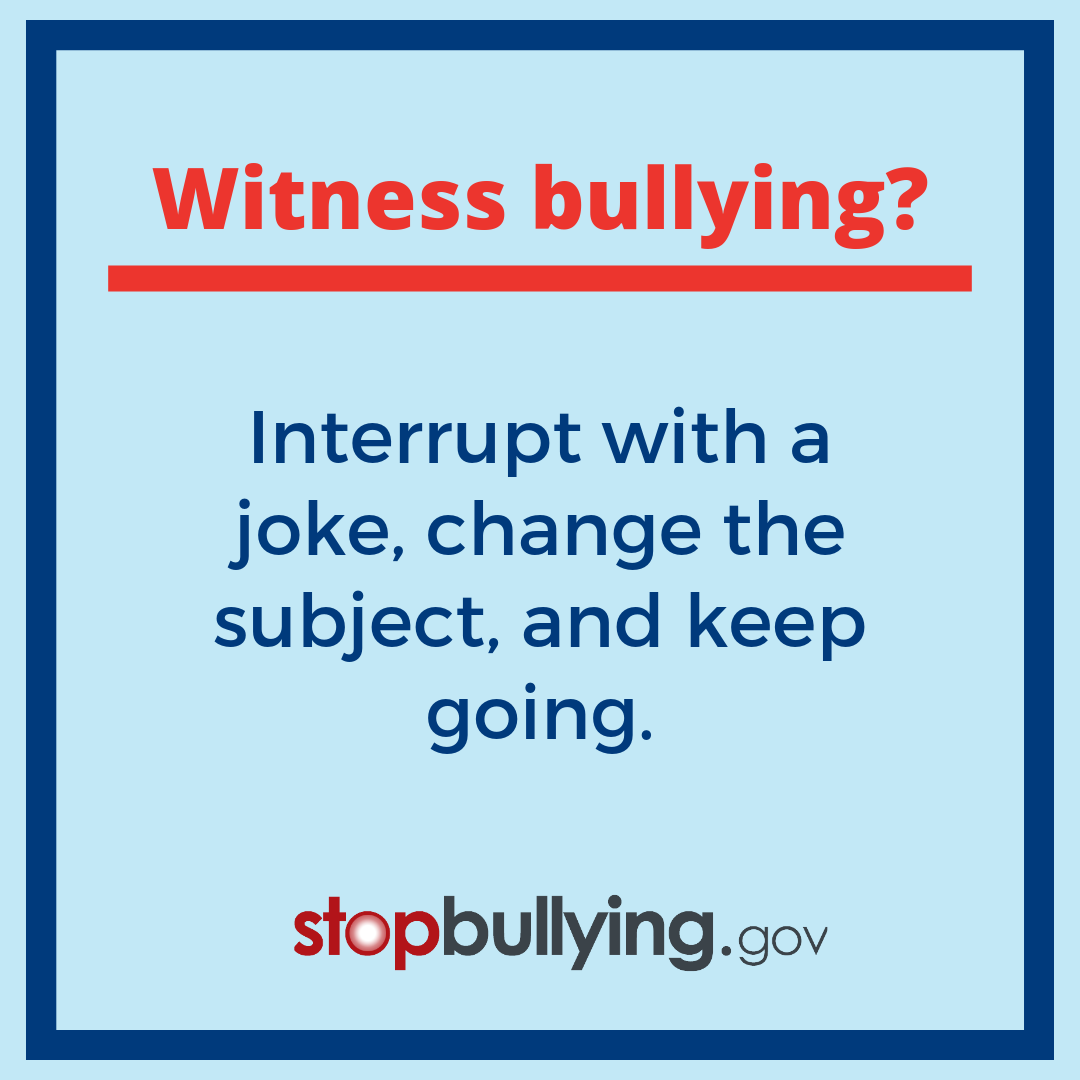 Witness bullying?
Interrupt with a
joke, change the
subject, and keep
going.
stopbullying.gov